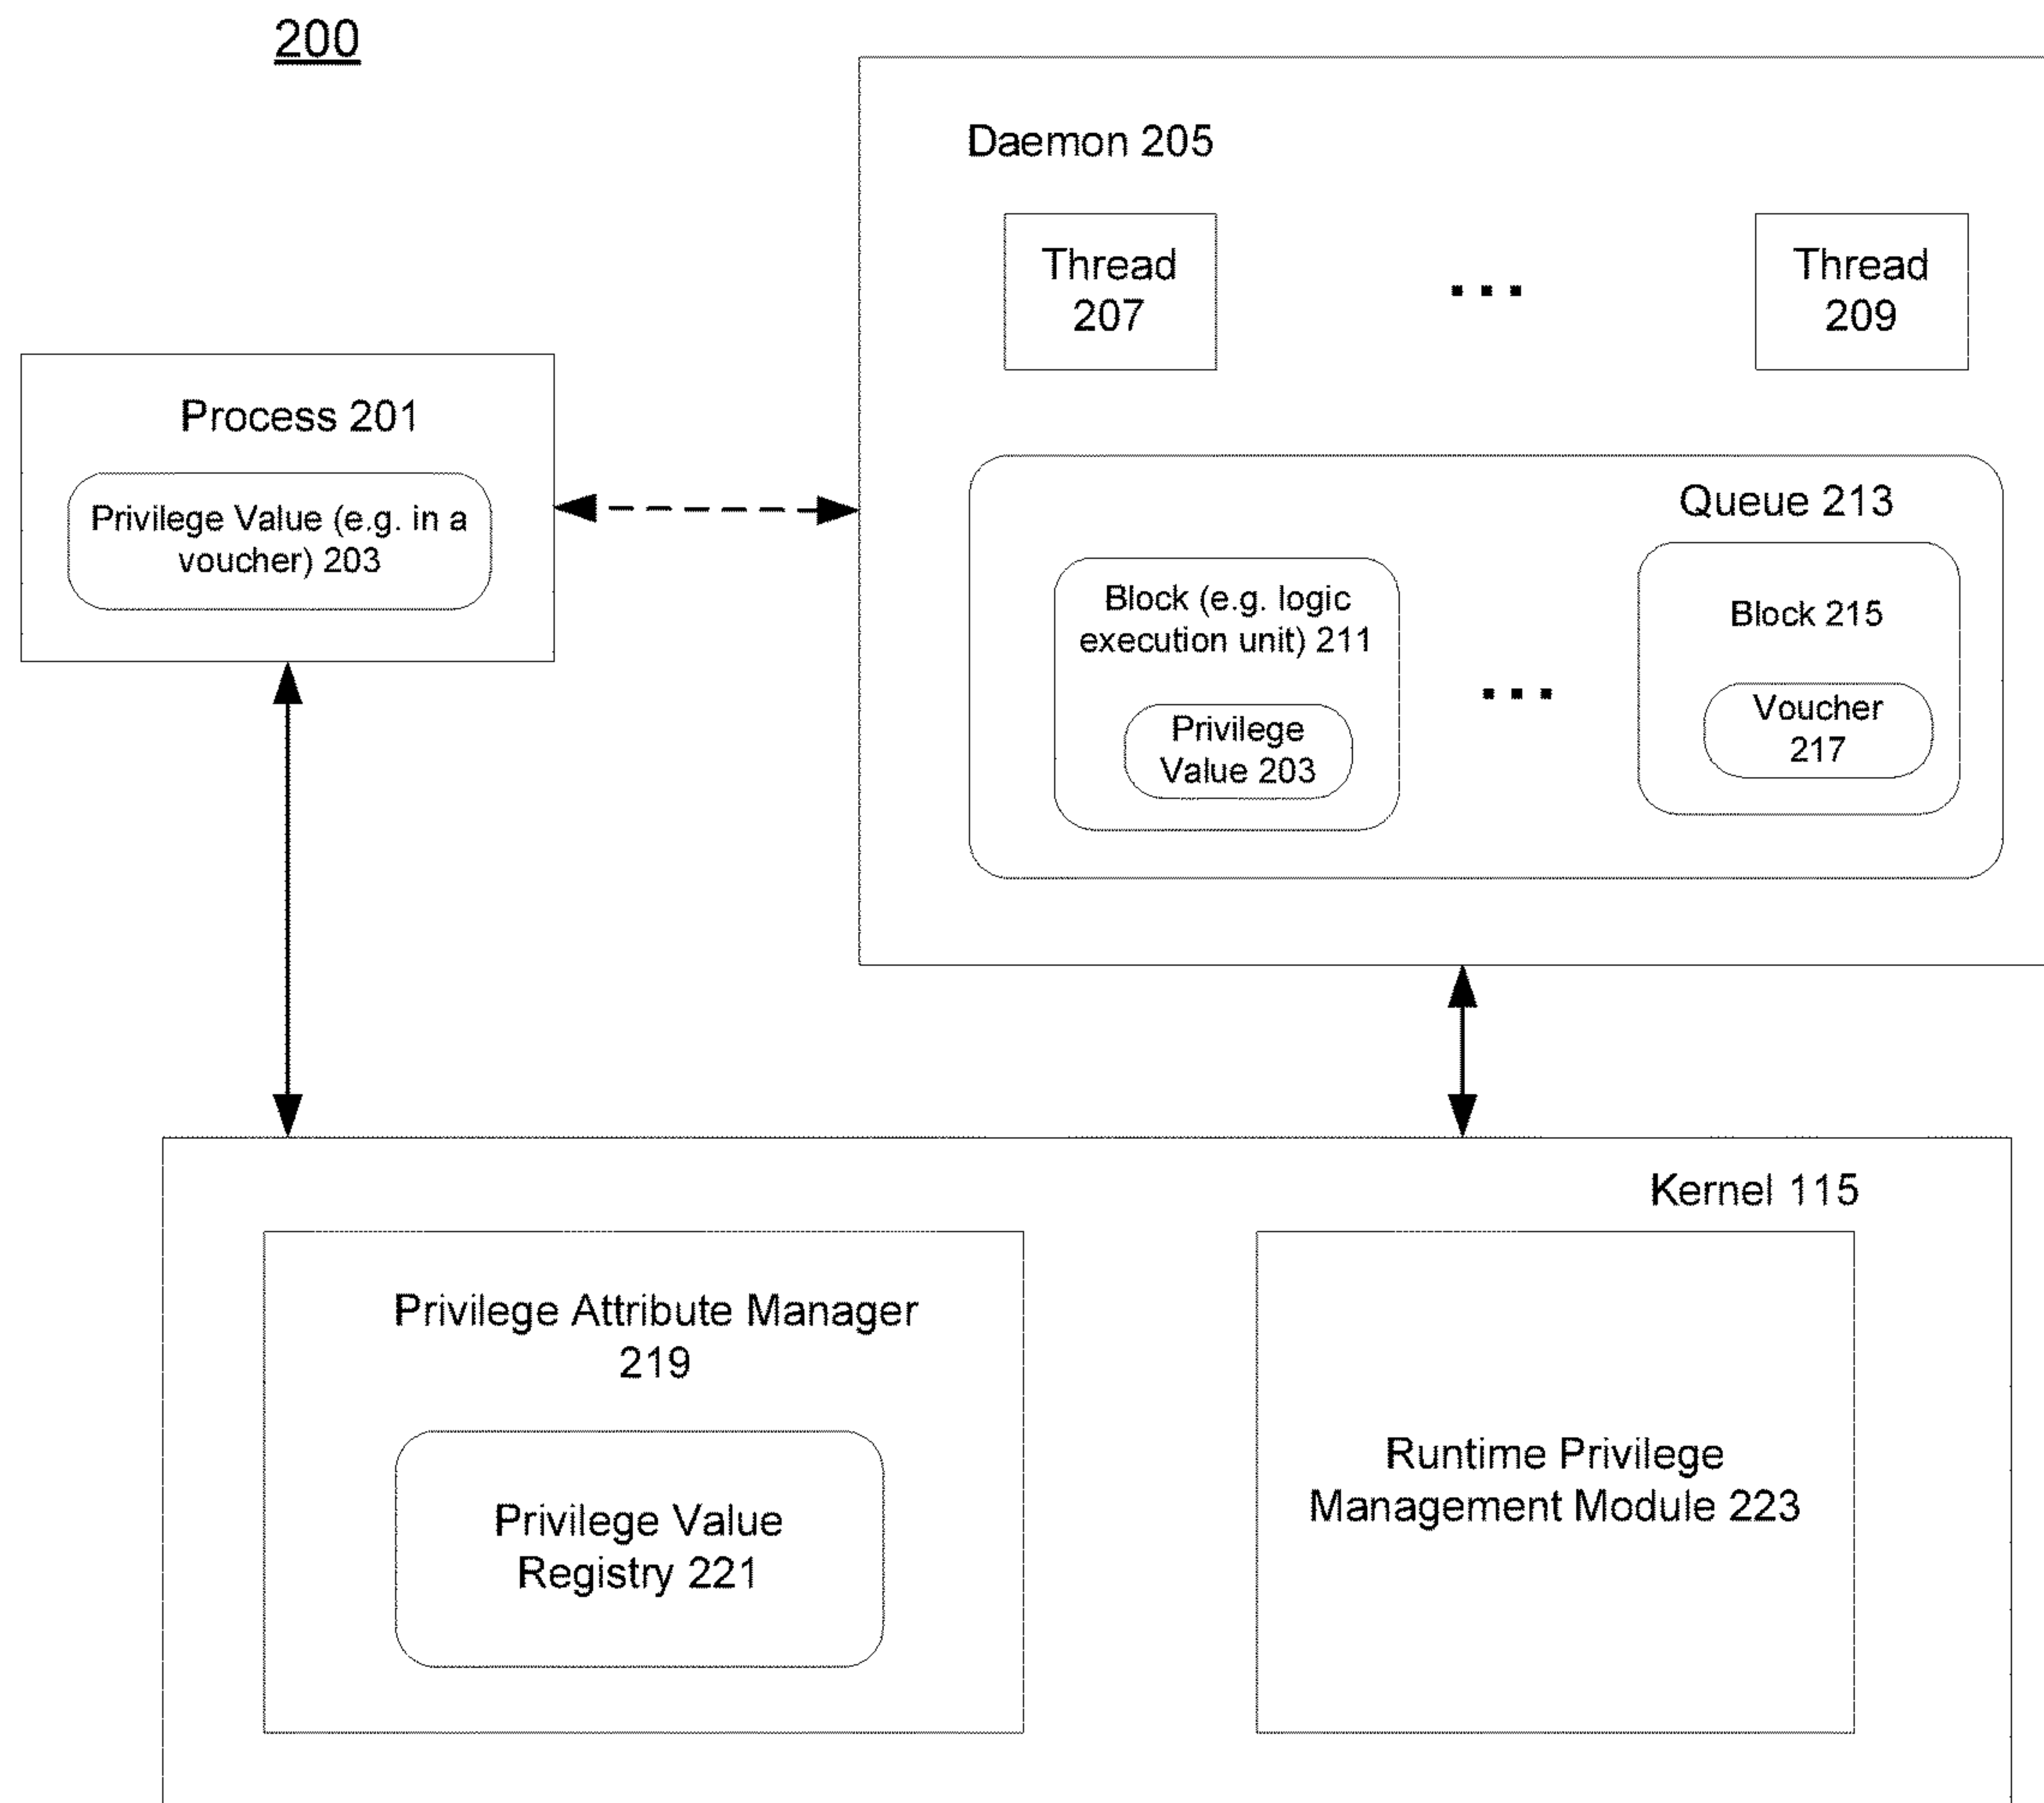 200
Daemon 205
Thread
207
...
Thread
209
Process 201
Privilege Value (e.g. in a
voucher) 203
Queue 213
Block (e.g. logic
execution unit) 211
Privilege
Value 203
...
Block 215
Voucher
217
Kernel 115
Privilege Attribute Manager
219
Privilege Value
Registry 221
Runtime Privilege
Management Module 223